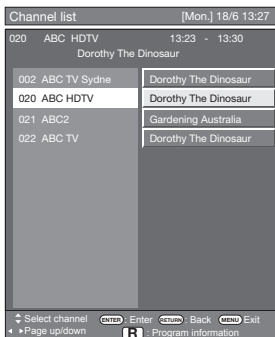 Channel list [Mon.] 18/6 13:27
020 ABC HDTV 13:23 - 13:30
Dorothy The Dinosaur
002 ABC TV Sydne Dorothy The Dinosaur
020 ABC HDTV Dorothy The Dinosaur
021 ABC2 Gardening Australia
022 ABC TV Dorothy The Dinosaur
Select channel ENTER : Enter RETURN : Back MENU Exit
Page up/down R : Program information